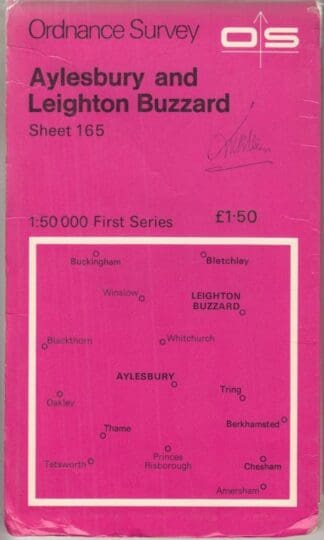 Ordnance Survey
OS
Aylesbury and
Leighton Buzzard
Sheet 165
1:50 000 First Series
£1·50
Buckingham
Bletchley
Winslow
LEIGHTON
BUZZARD
Blackthorn
Whitchurch
AYLESBURY
Tring
Oakley
Berkhamsted
Thame
Tetsworth
Princes
Risborough
Chesham
Amersham